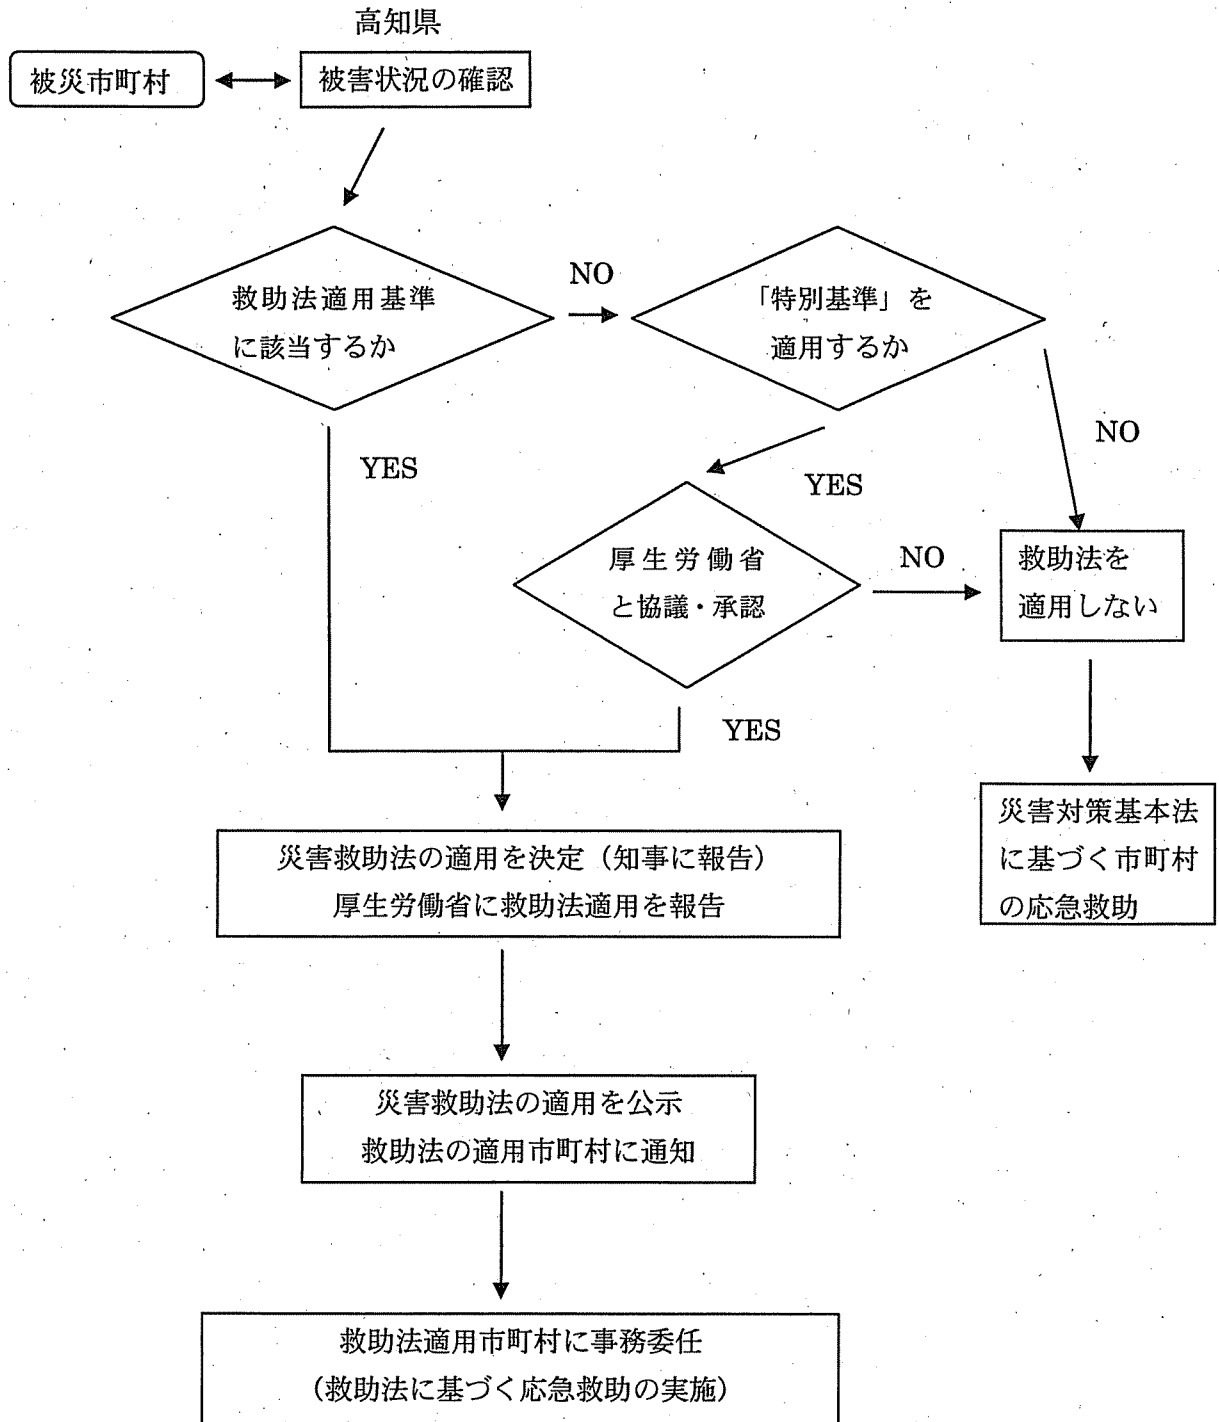 高知県
被災市町村
被害状況の確認
救助法適用基準
に該当するか
NO
「特別基準」を
適用するか
YES
NO
YES
厚生労働省
と協議・承認
NO
救助法を
適用しない
YES
災害対策基本法
に基づく市町村
の応急救助
災害救助法の適用を決定（知事に報告）
厚生労働省に救助法適用を報告
災害救助法の適用を公示
救助法の適用市町村に通知
救助法適用市町村に事務委任
（救助法に基づく応急救助の実施）